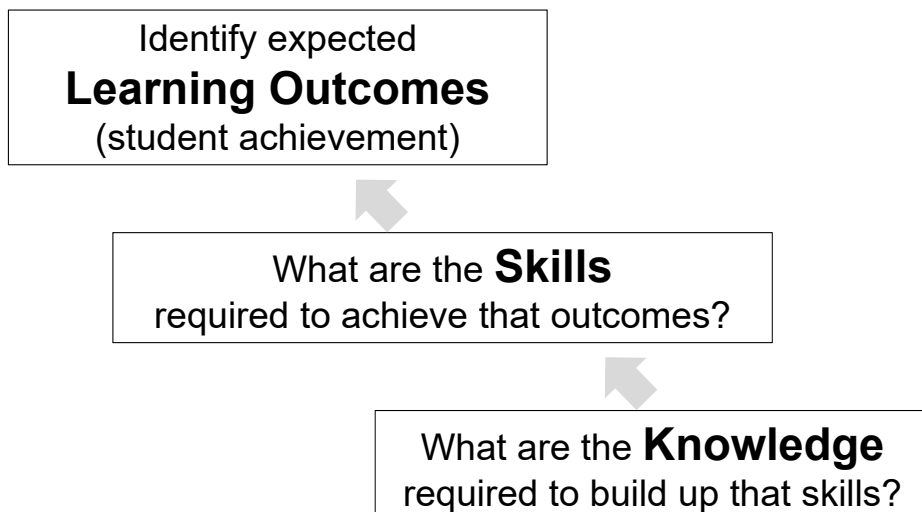 Identify expected
Learning Outcomes
(student achievement)
What are the Skills
required to achieve that outcomes?
What are the Knowledge
required to build up that skills?